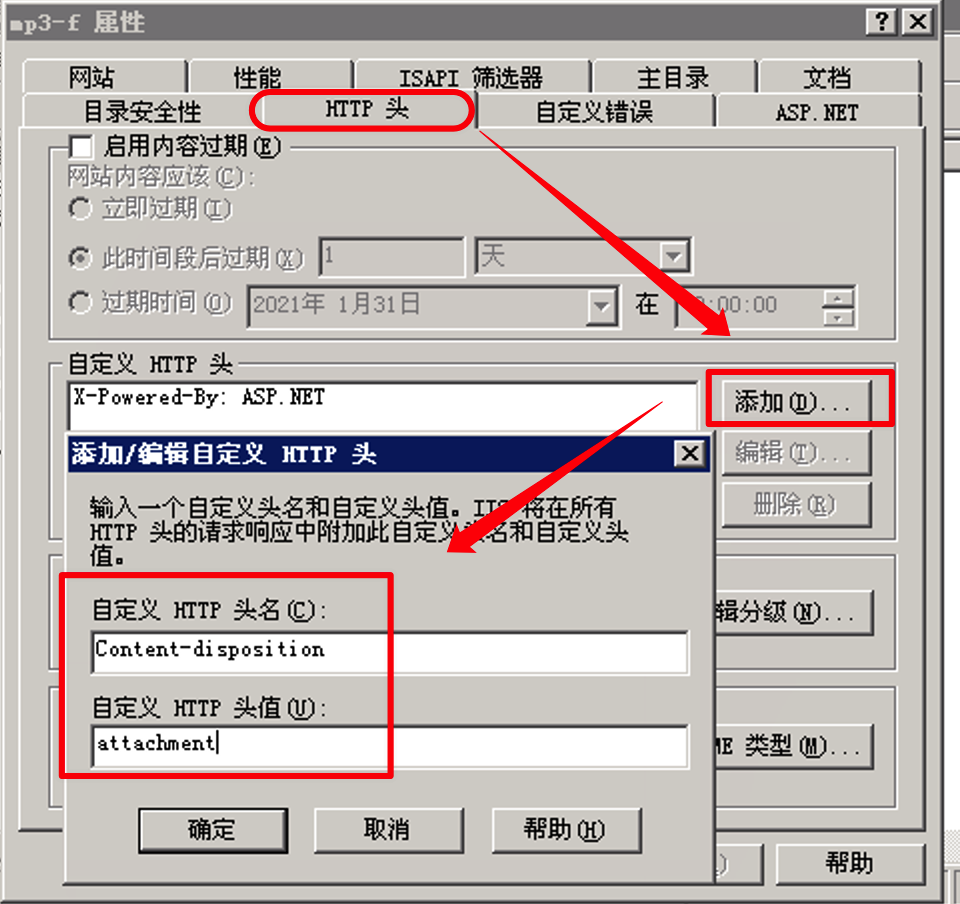 mp3-f 属性
网站 性能 ISAPI 筛选器 主目录 文档
目录安全性 HTTP 头 自定义错误 ASP.NET
启用内容过期(E)
网站内容应该(C):
立即过期(I)
此时间段后过期(X) 1 天
过期时间(O) 2021年 1月31日 在 :00:00
自定义 HTTP 头
X-Powered-By: ASP.NET
添加(D)...
编辑(T)...
删除(R)
添加/编辑自定义 HTTP 头
输入一个自定义头名和自定义头值。IIS 将在所有
HTTP 头的请求响应中附加此自定义头名和自定义头
值。
自定义 HTTP 头名(C):
Content-disposition
自定义 HTTP 头值(U):
attachment
确定 取消 帮助(H)
辑分级(N)...
ME 类型(M)...
帮助